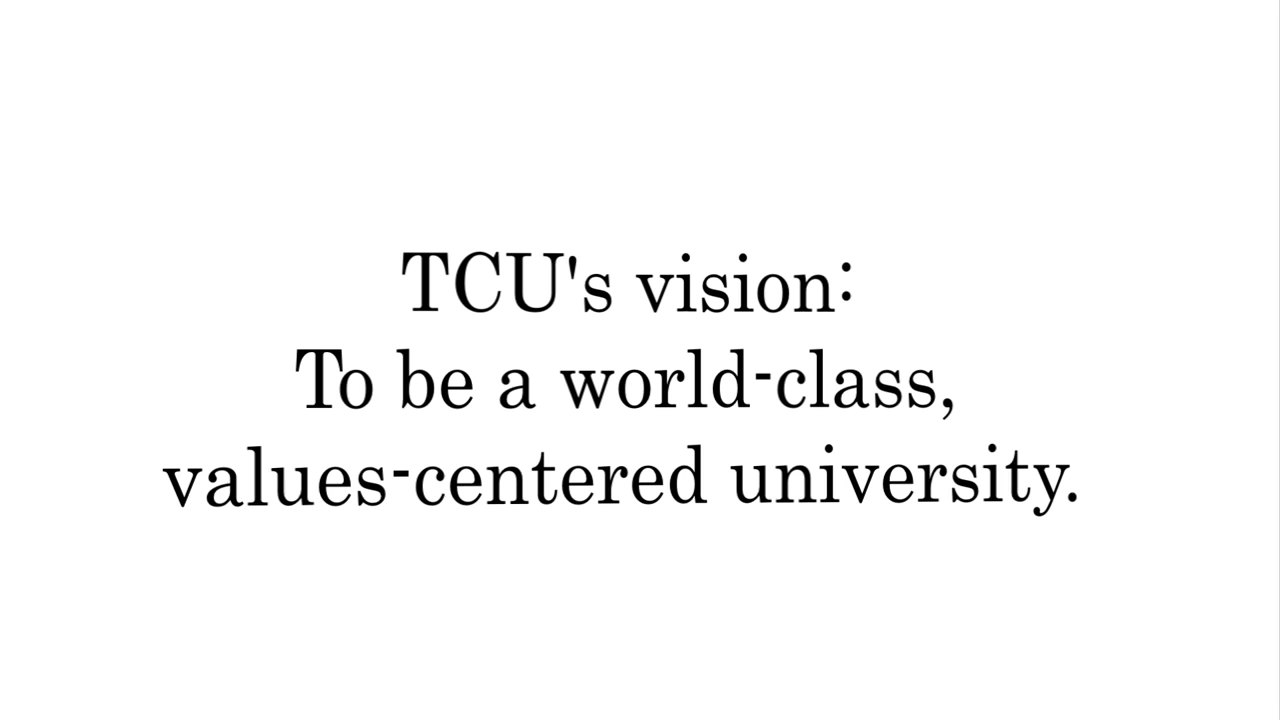 TCU's vision:
To be a world-class,
values-centered university.